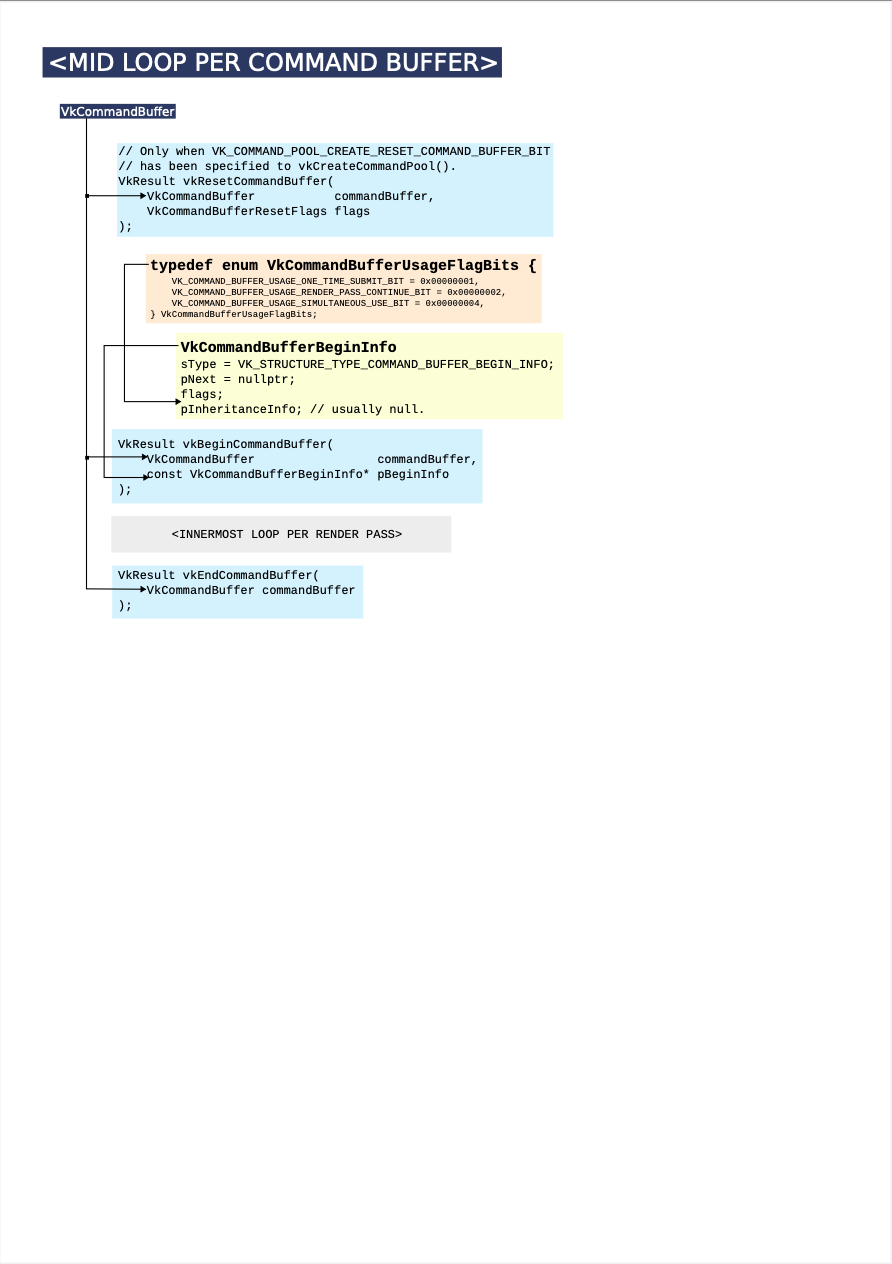 <MID LOOP PER COMMAND BUFFER>
VkCommandBuffer
// Only when VK_COMMAND_POOL_CREATE_RESET_COMMAND_BUFFER_BIT
// has been specified to vkCreateCommandPool().
VkResult vkResetCommandBuffer(
    VkCommandBuffer           commandBuffer,
    VkCommandBufferResetFlags flags
);
typedef enum VkCommandBufferUsageFlagBits {
    VK_COMMAND_BUFFER_USAGE_ONE_TIME_SUBMIT_BIT = 0x00000001,
    VK_COMMAND_BUFFER_USAGE_RENDER_PASS_CONTINUE_BIT = 0x00000002,
    VK_COMMAND_BUFFER_USAGE_SIMULTANEOUS_USE_BIT = 0x00000004,
} VkCommandBufferUsageFlagBits;
VkCommandBufferBeginInfo
sType = VK_STRUCTURE_TYPE_COMMAND_BUFFER_BEGIN_INFO;
pNext = nullptr;
flags;
pInheritanceInfo; // usually null.
VkResult vkBeginCommandBuffer(
    VkCommandBuffer                 commandBuffer,
    const VkCommandBufferBeginInfo* pBeginInfo
);
<INNERMOST LOOP PER RENDER PASS>
VkResult vkEndCommandBuffer(
    VkCommandBuffer commandBuffer
);